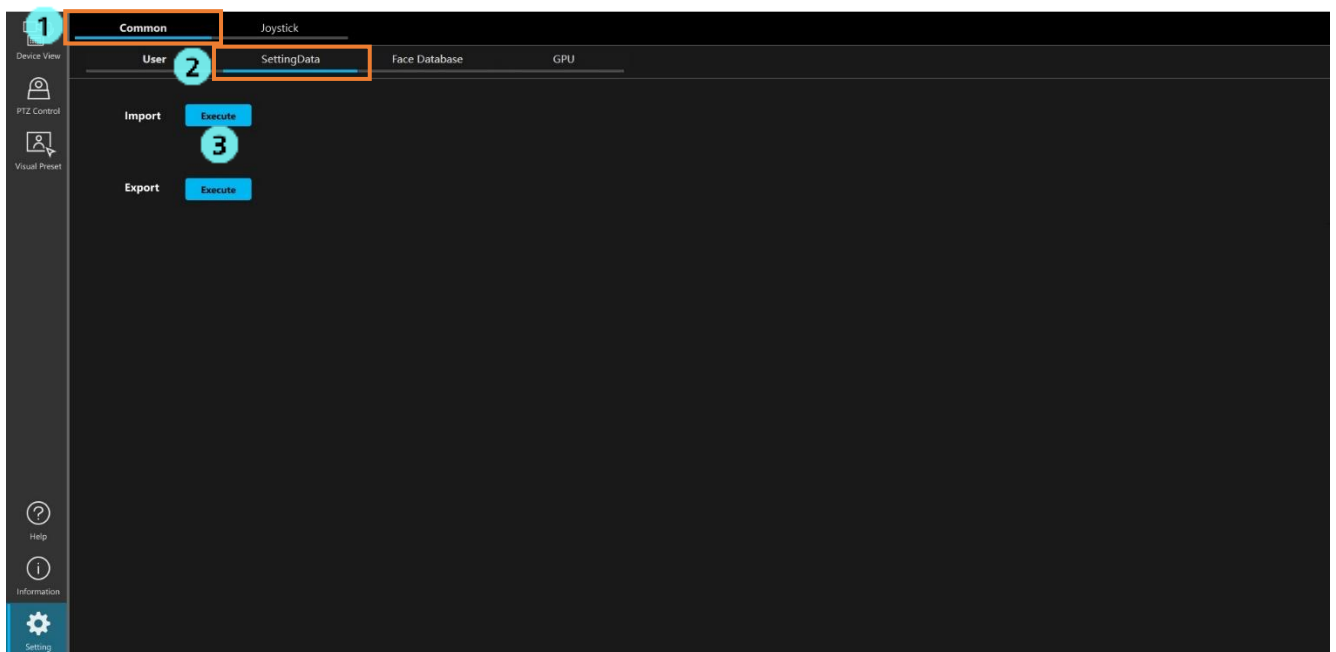 1
Common
Joystick
Device View
User
2
SettingData
Face Database
GPU
PTZ Control
Import
Execute
3
Visual Preset
Export
Execute
Help
Information
Setting